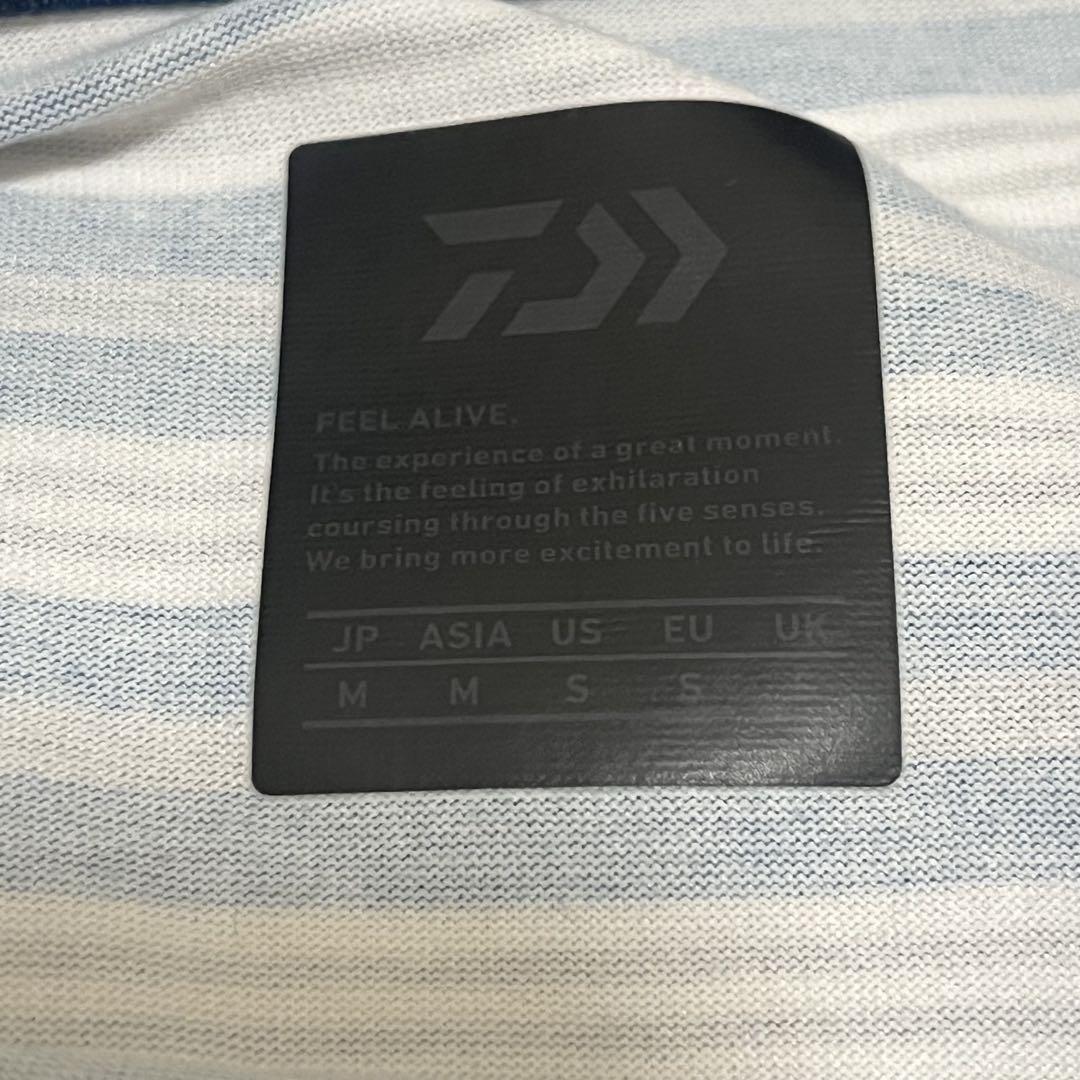 FEEL ALIVE.
The experience of a great moment.
It's the feeling of exhilaration
coursing through the five senses.
We bring more excitement to life.
JP ASIA US EU UK
M M S S S